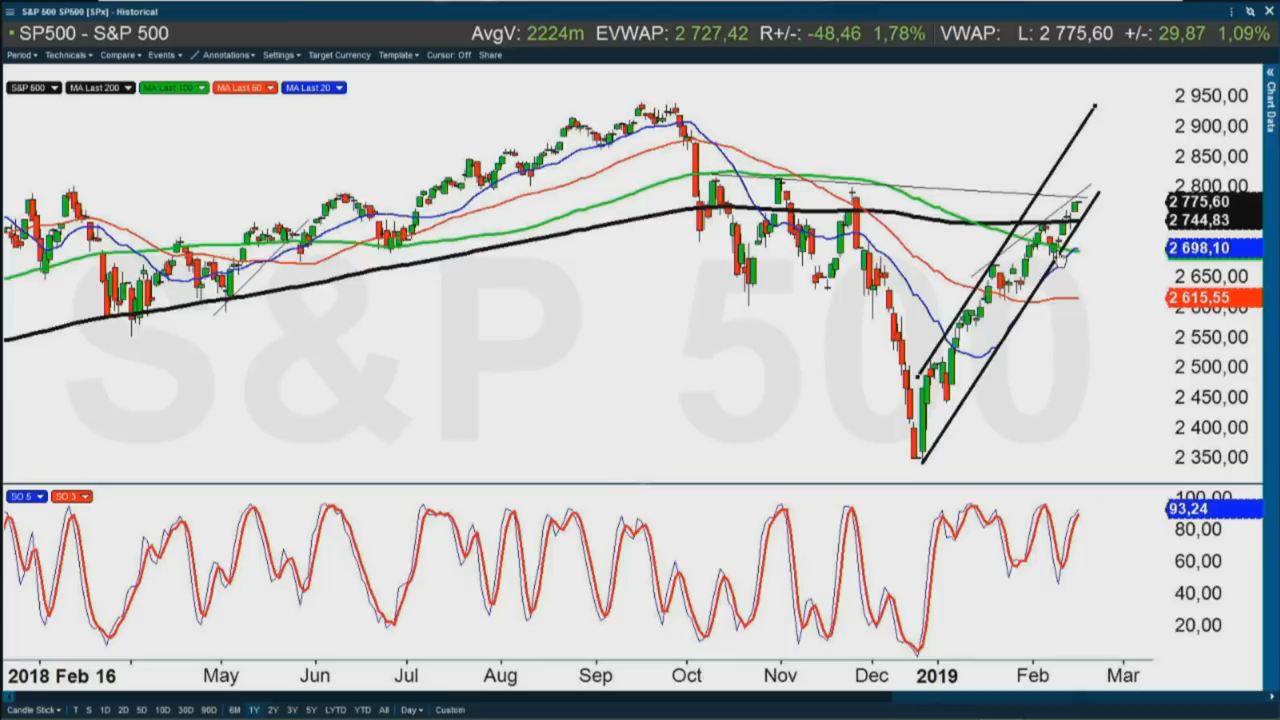 S&P 500 SP500 [SPx] - Historical
SP500 - S&P 500 AvgV: 2224m EVWAP: 2 727,42 R+/-: -48,46 1,78% VWAP: L: 2 775,60 +/-: 29,87 1,09%
Period Technicals Compare Events Annotations Settings Target Currency Template Cursor: Off Share
S&P 500 MA Last 200 MA Last 100 MA Last 50 MA Last 20
Chart Data
2 950,00
2 900,00
2 850,00
2 800,00
2 775,60
2 744,83
2 698,10
2 650,00
2 615,55
2 600,00
2 550,00
2 500,00
2 450,00
2 400,00
2 350,00
S&P 500
SO 5 SO 3
100,00
93,24
80,00
60,00
40,00
20,00
2018 Feb 16 May Jun Jul Aug Sep Oct Nov Dec 2019 Feb Mar
Candle Stick T S 1D 2D 5D 10D 30D 90D 6M 1Y 2Y 3Y 5Y LYTD YTD All Day Custom